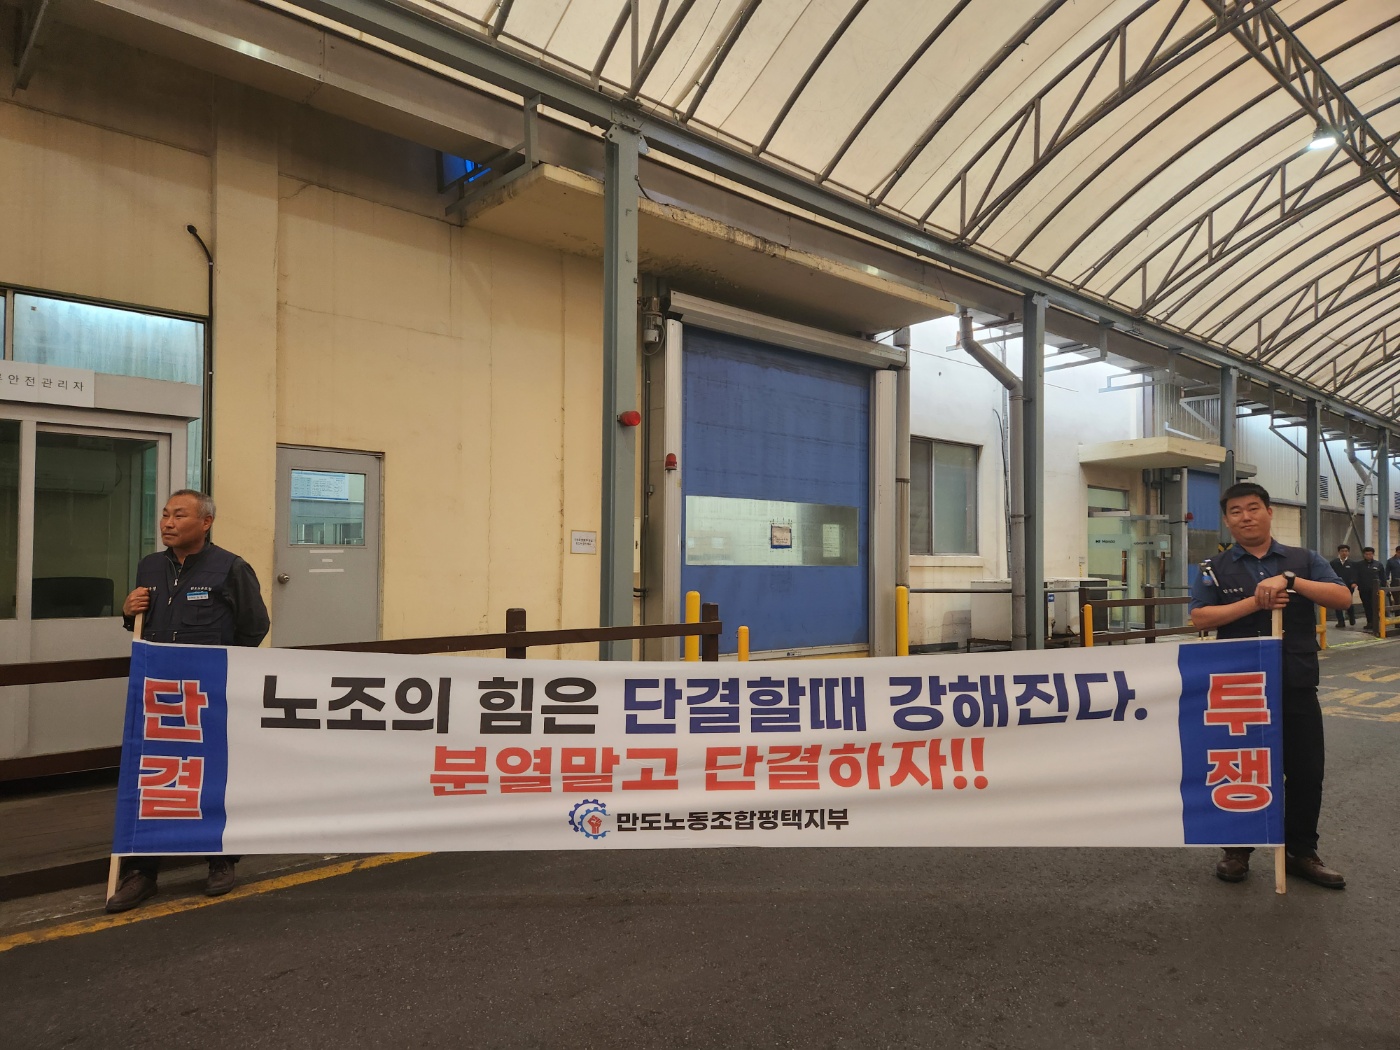 안전관리자
단결
노조의 힘은 단결할때 강해진다.
분열말고 단결하자!!
만도노동조합평택지부
투쟁